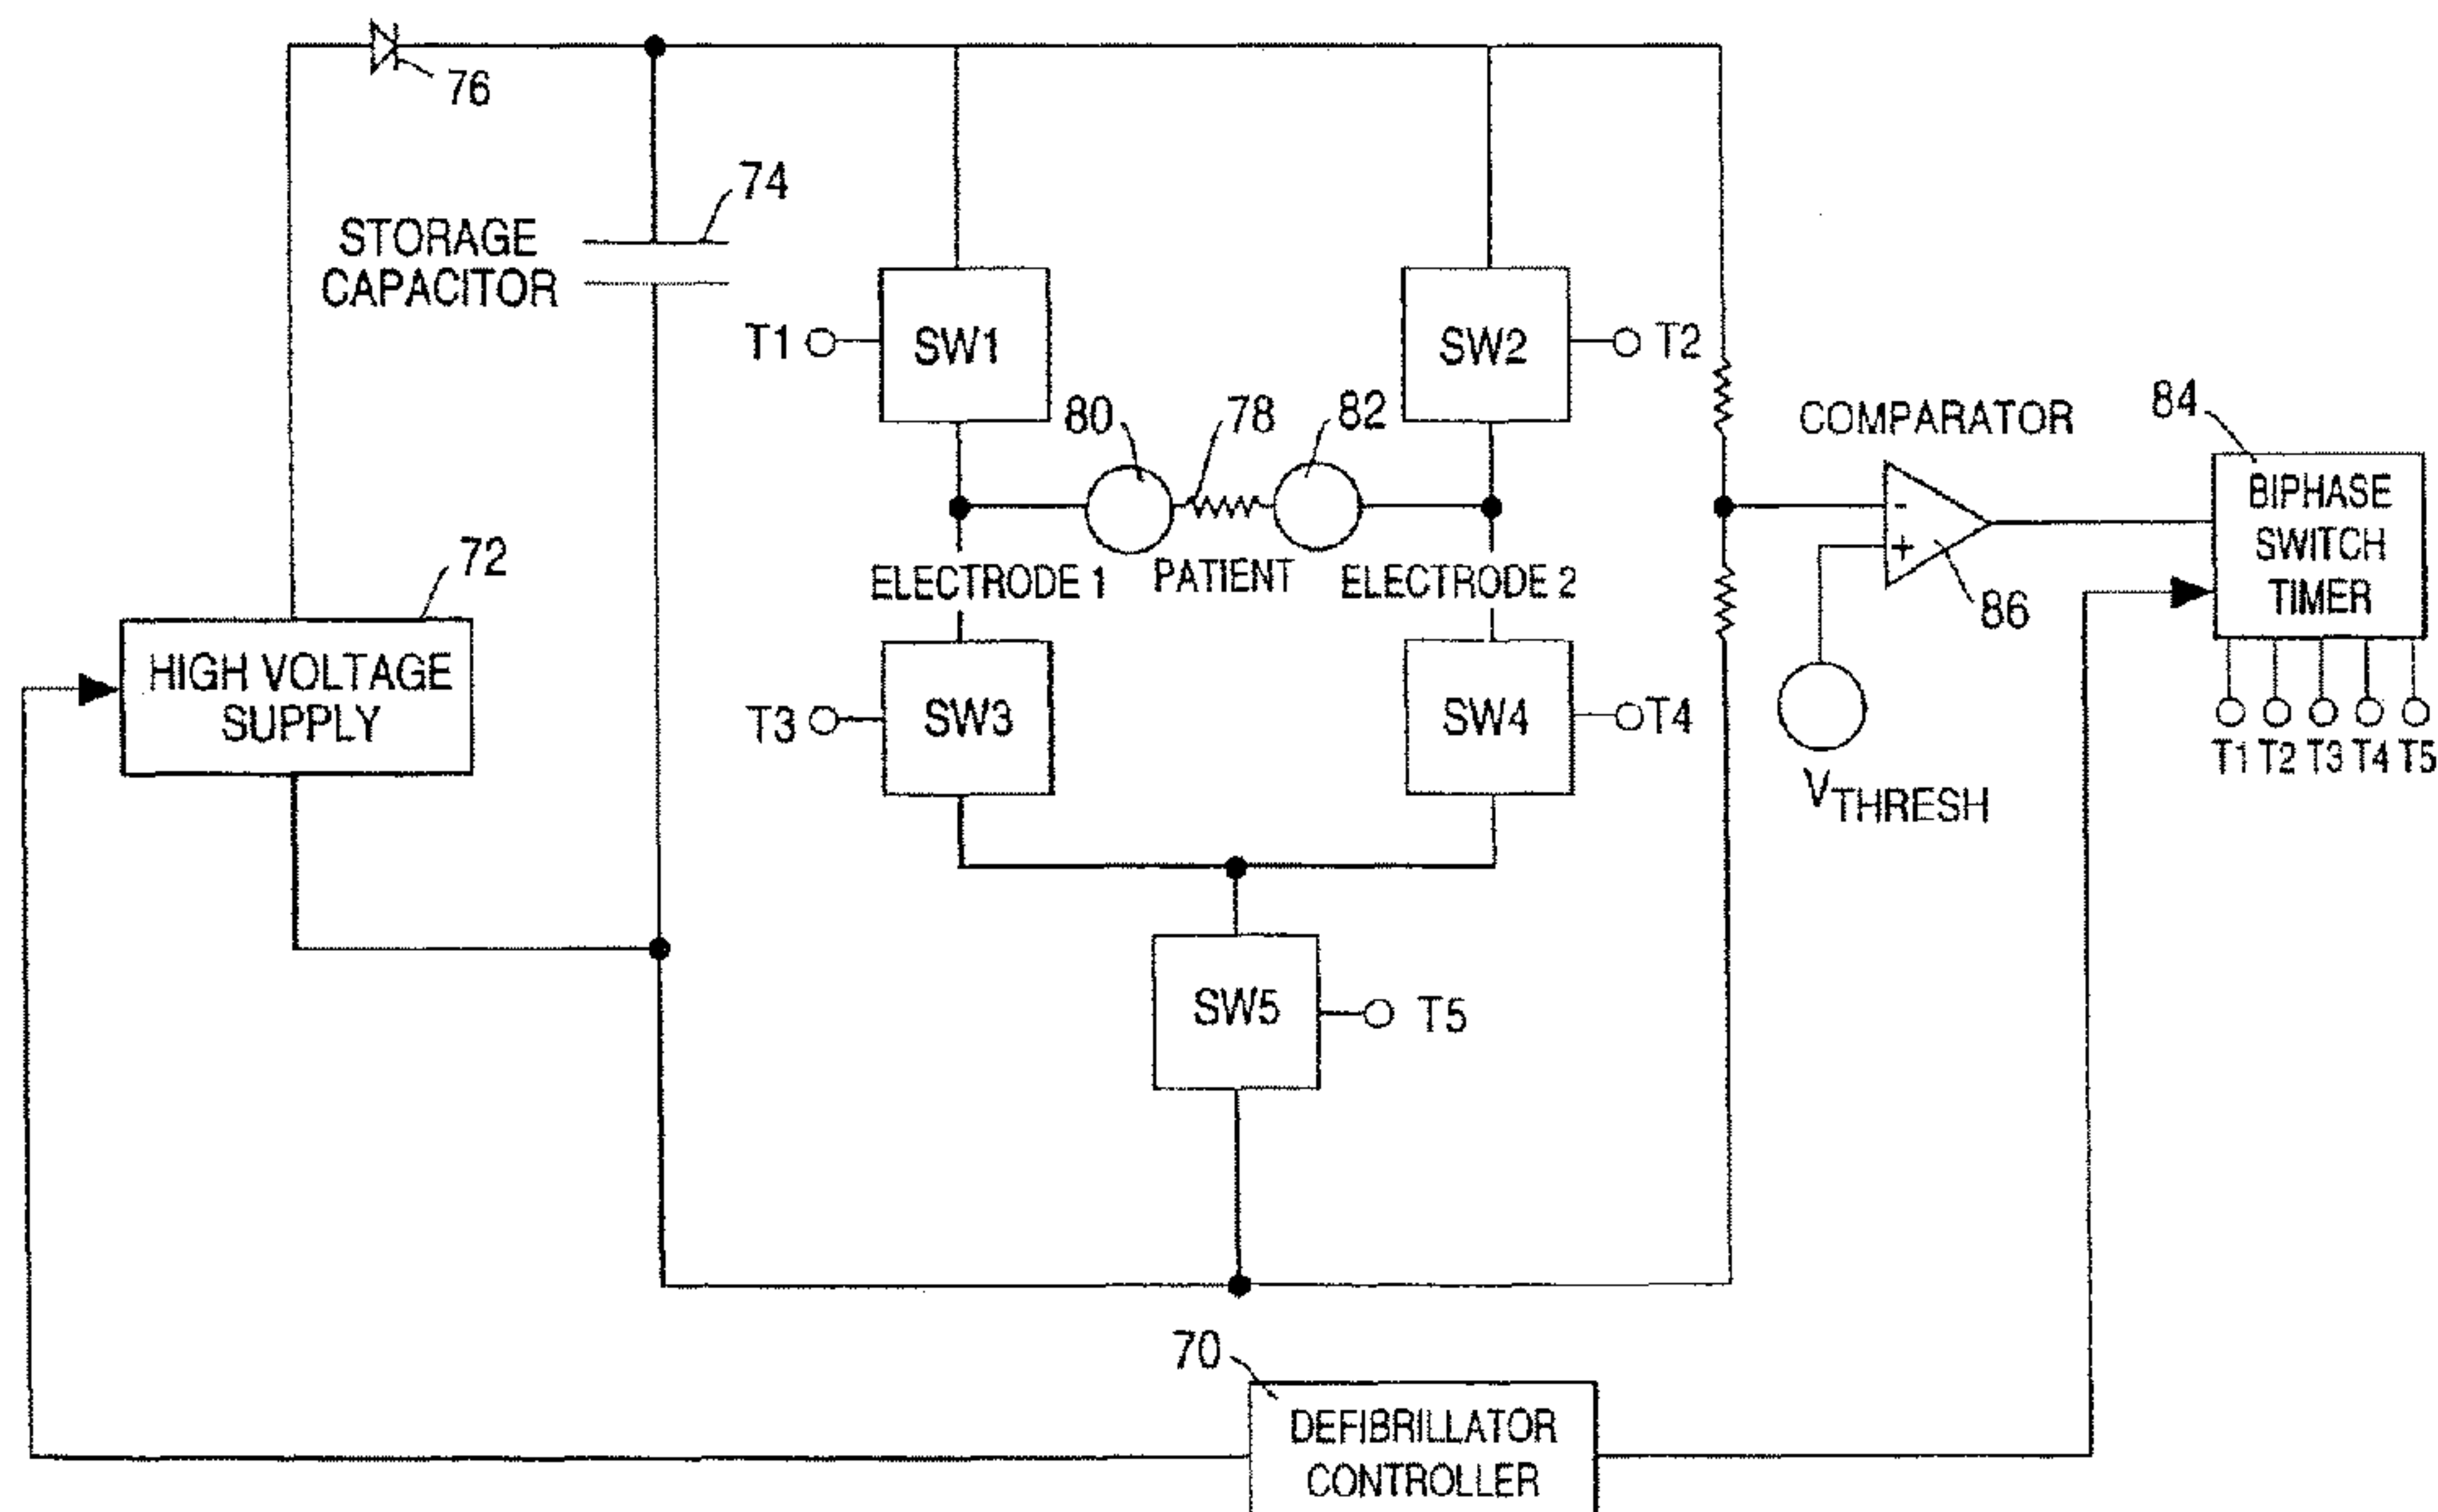 76
74
STORAGE
CAPACITOR
T1
SW1
SW2
T2
80
78
82
COMPARATOR
84
-
+
86
BIPHASE
SWITCH
TIMER
ELECTRODE 1
PATIENT
ELECTRODE 2
72
HIGH VOLTAGE
SUPPLY
T3
SW3
SW4
T4
VTHRESH
T1 T2 T3 T4 T5
SW5
T5
70
DEFIBRILLATOR
CONTROLLER